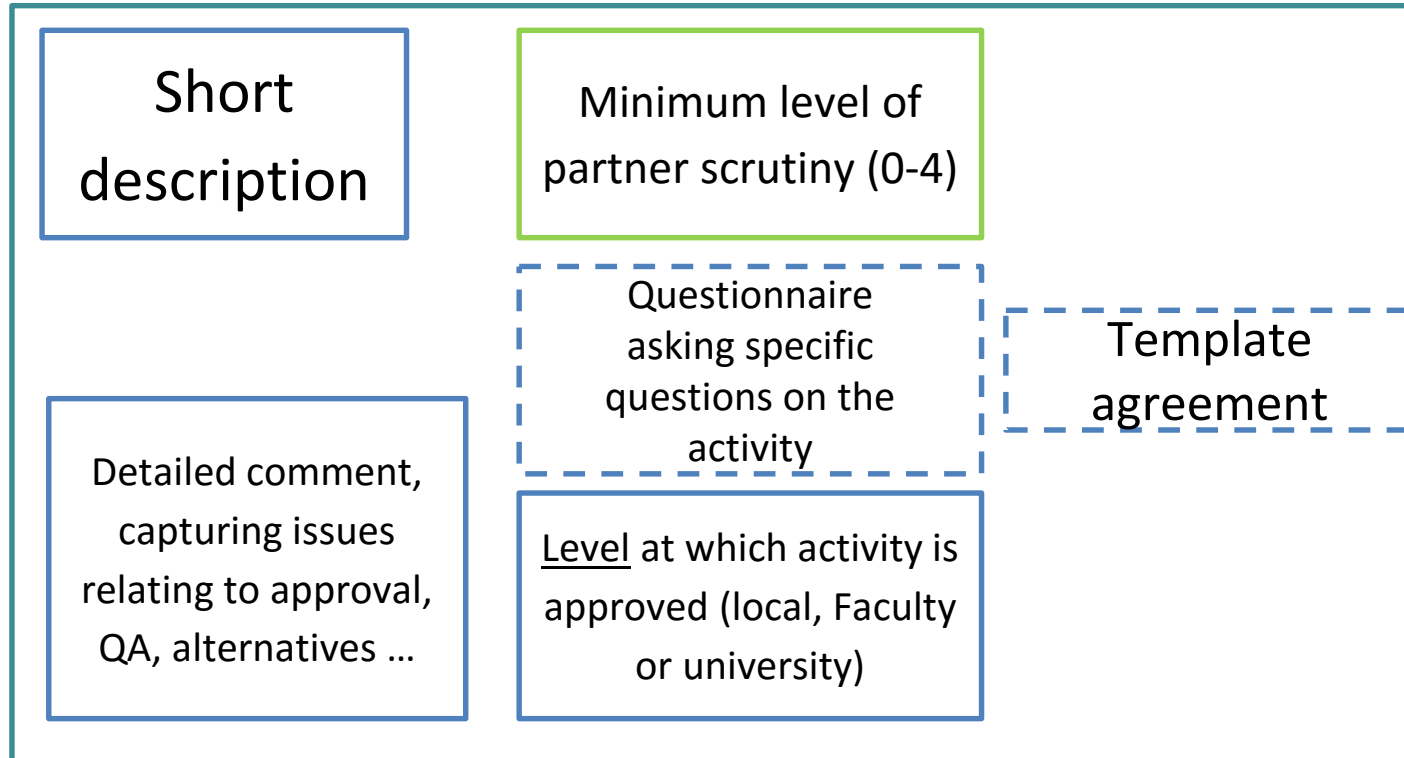 Short
description
Minimum level of
partner scrutiny (0-4)
Questionnaire
asking specific
questions on the
activity
Template
agreement
Detailed comment,
capturing issues
relating to approval,
QA, alternatives ...
Level at which activity is
approved (local, Faculty
or university)